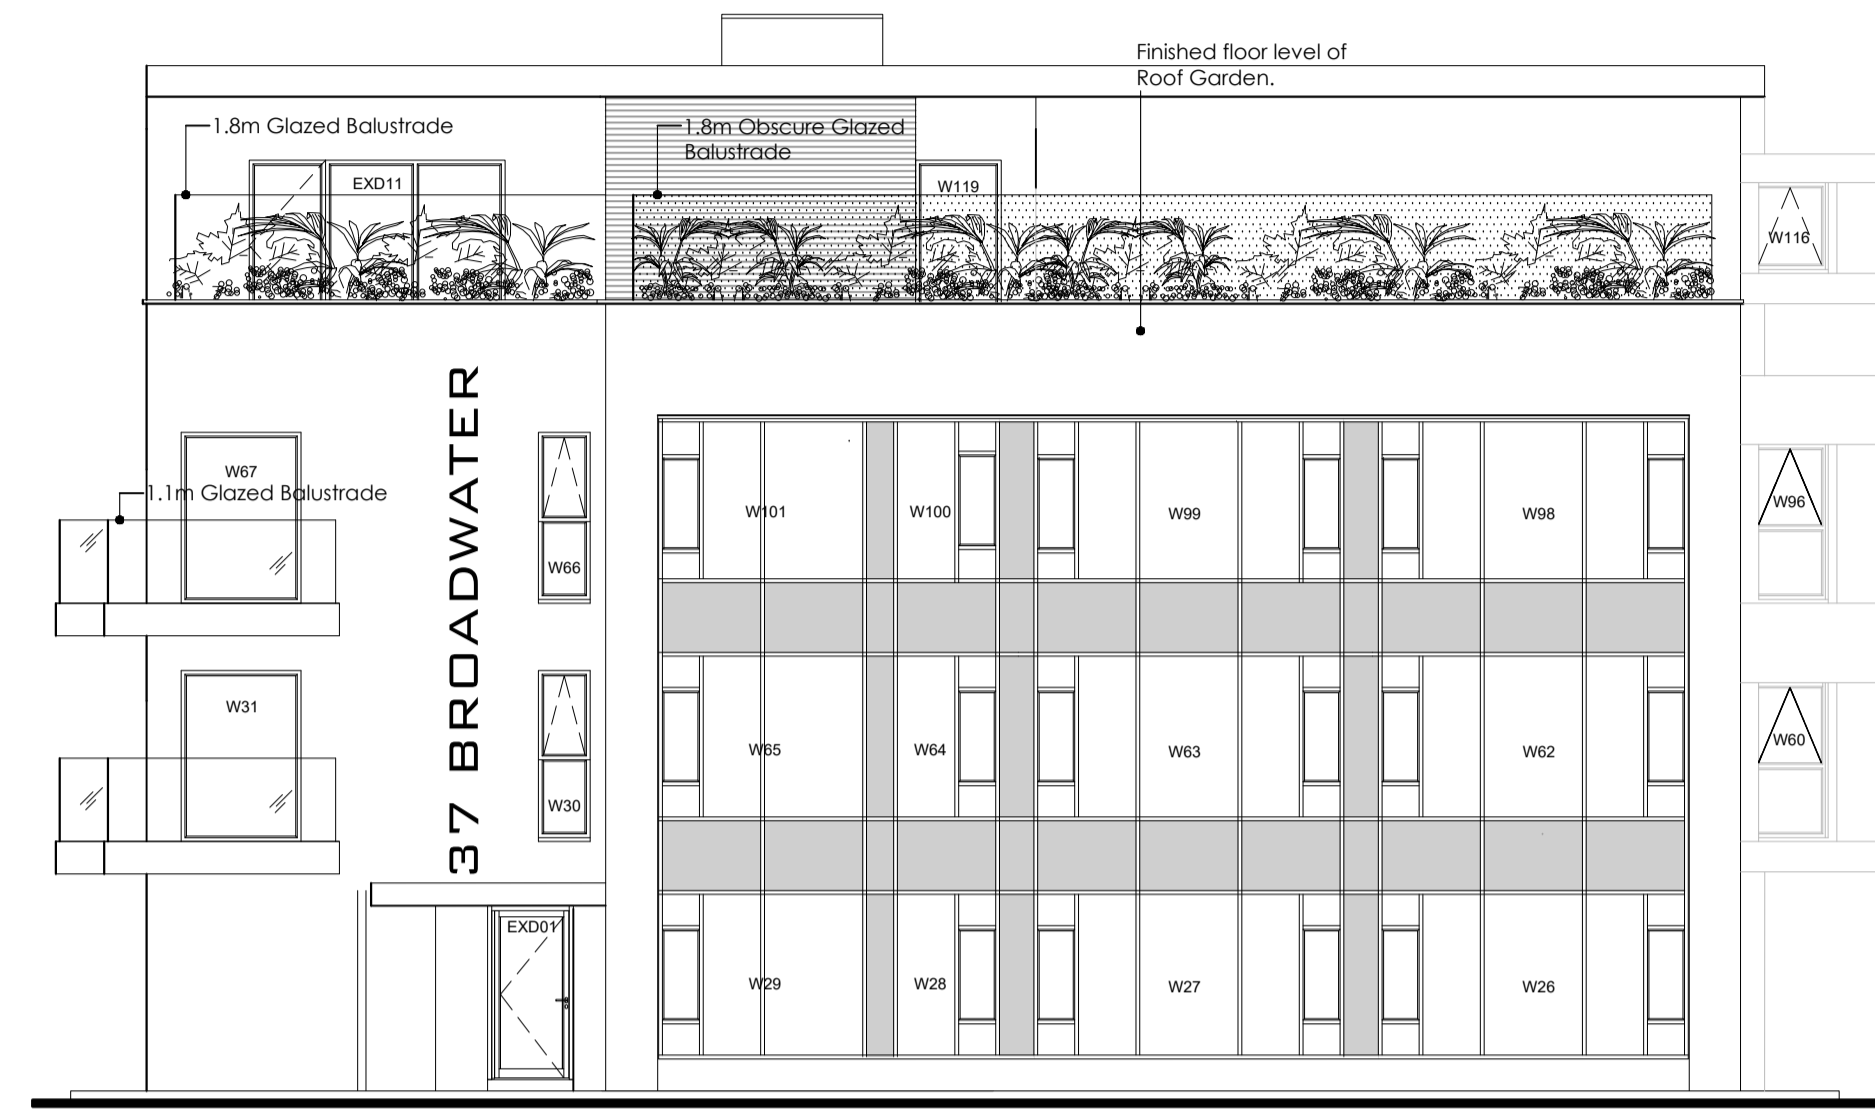 Finished floor level of
Roof Garden.
1.8m Glazed Balustrade
1.8m Obscure Glazed
Balustrade
EXD11
W119
W116
W67
1.1m Glazed Balustrade
37 BROADWATER
W66
W101
W100
W99
W98
W96
W31
W30
W65
W64
W63
W62
W60
EXD01
W29
W28
W27
W26